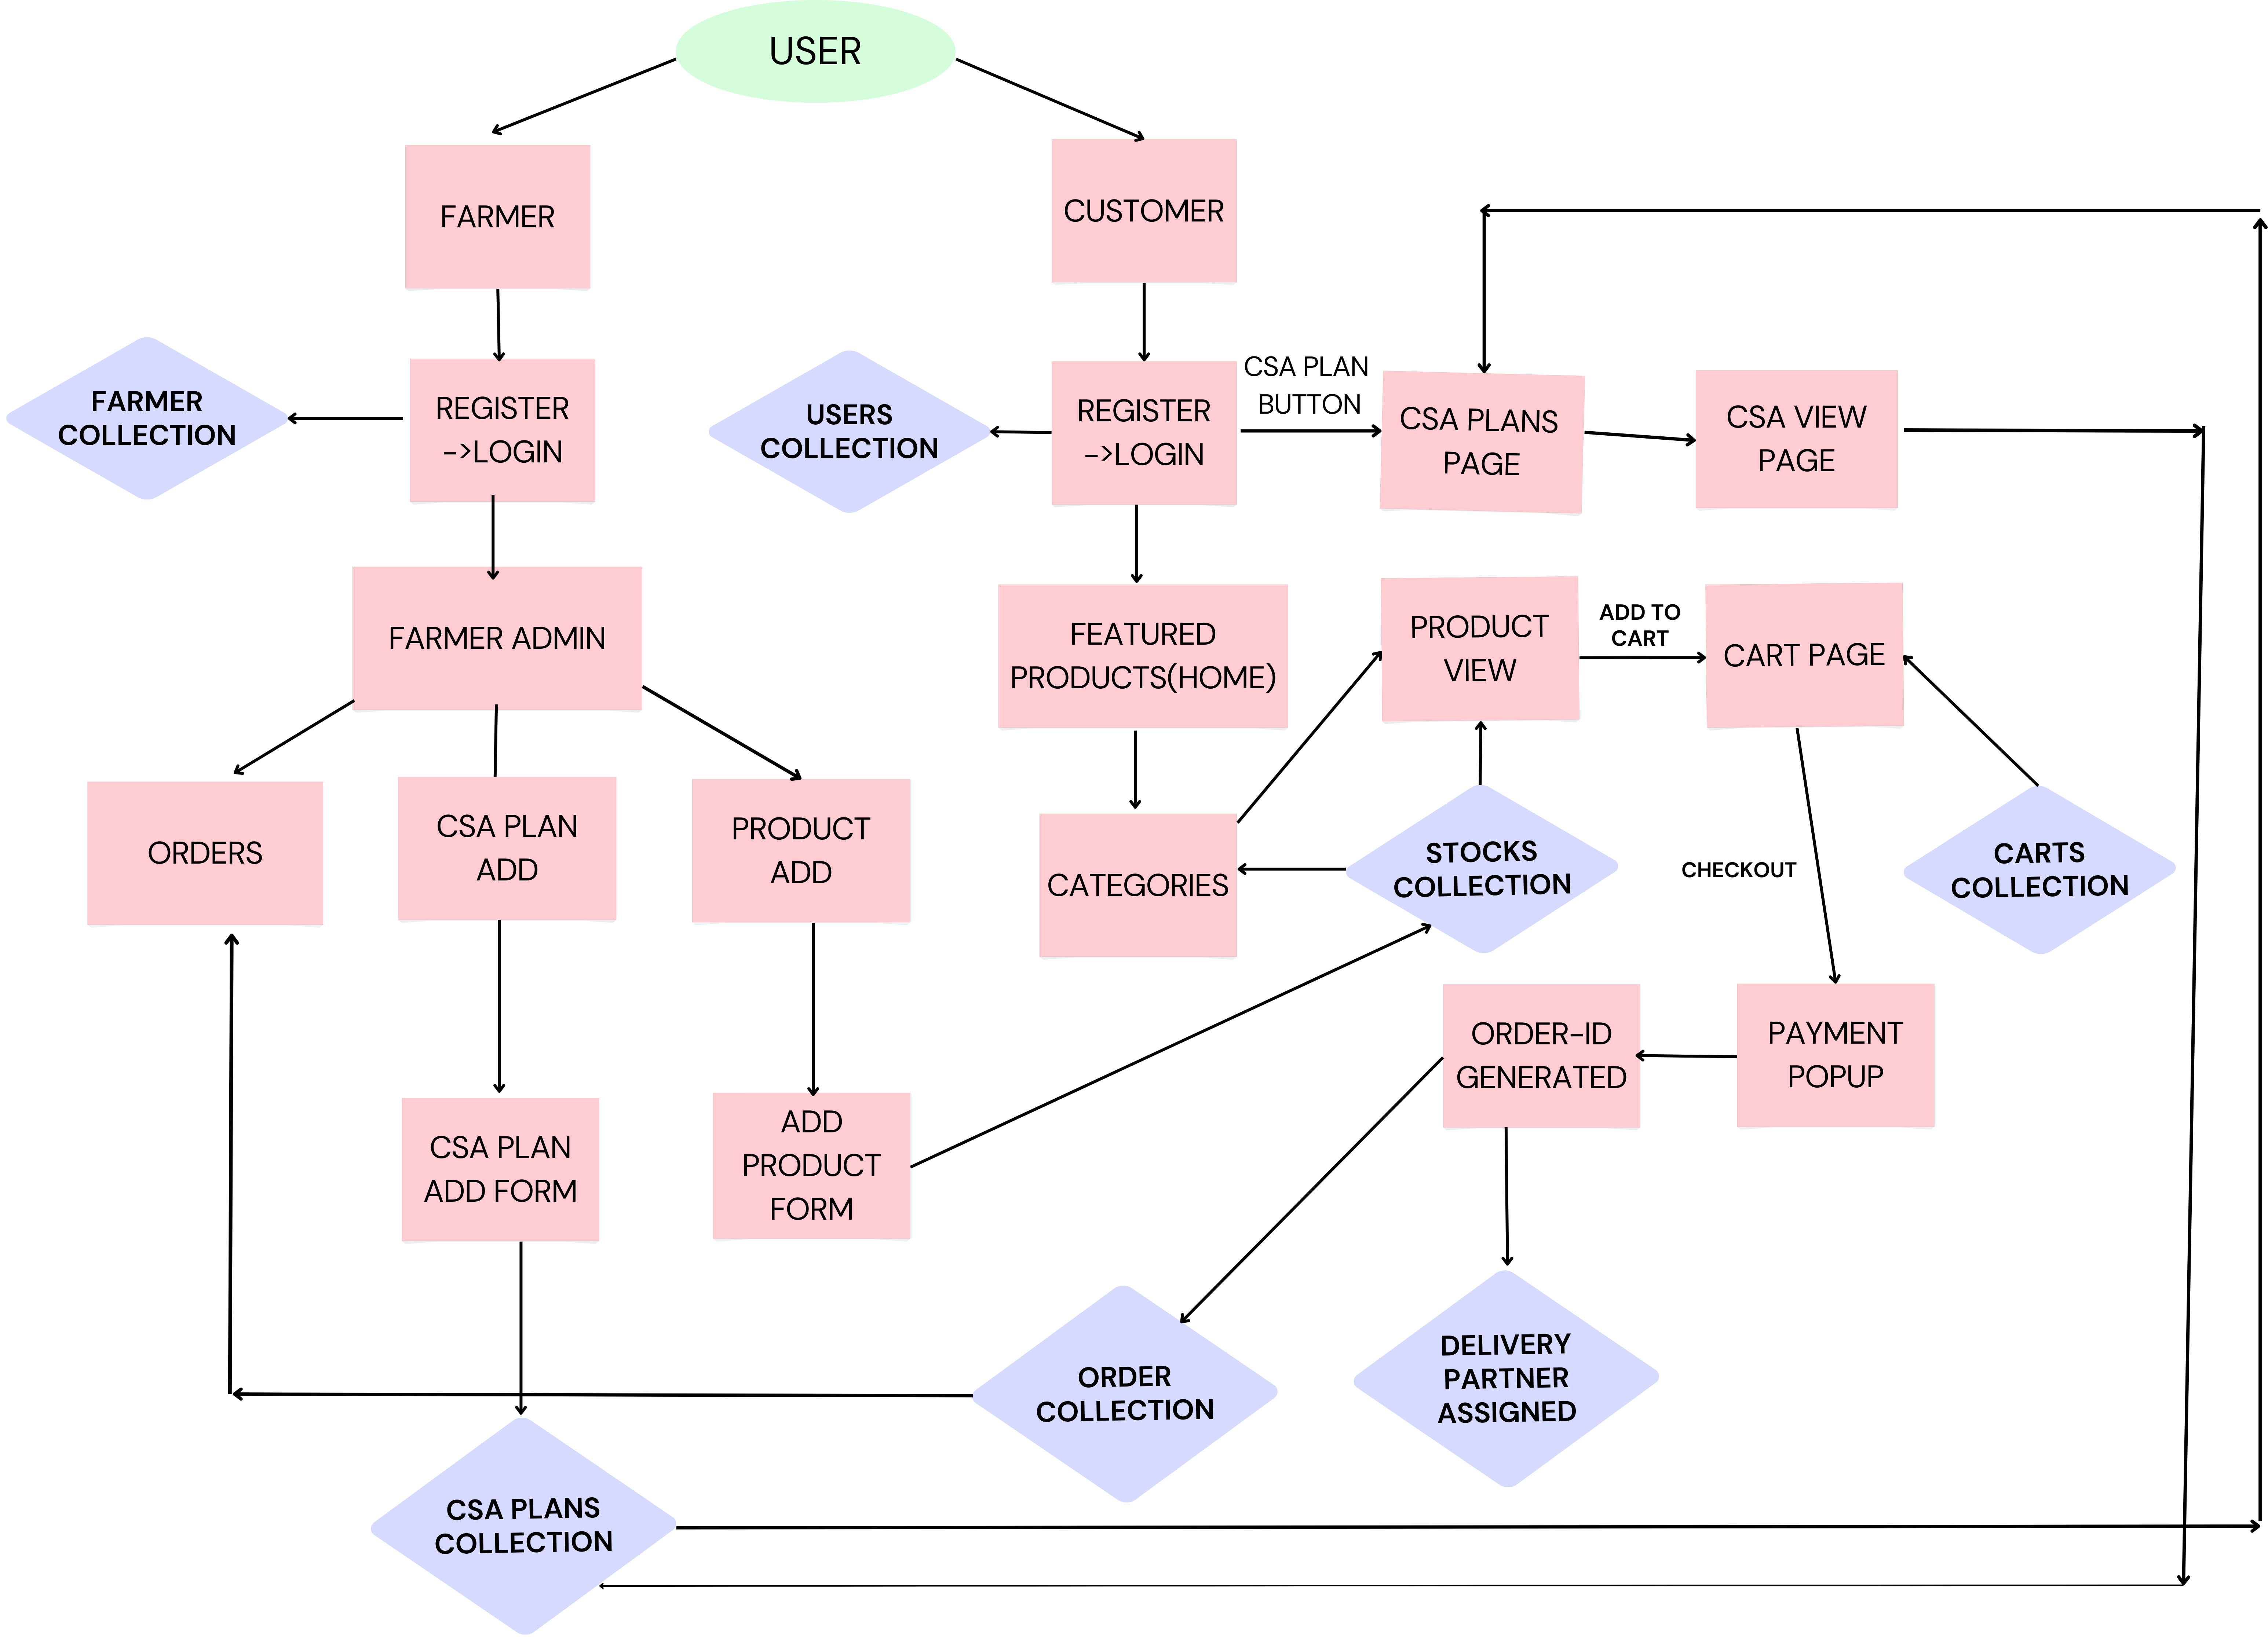 USER
FARMER
CUSTOMER
FARMER
COLLECTION
REGISTER
->LOGIN
USERS
COLLECTION
REGISTER
->LOGIN
CSA PLAN
BUTTON
CSA PLANS
PAGE
CSA VIEW
PAGE
FARMER ADMIN
FEATURED
PRODUCTS(HOME)
PRODUCT
VIEW
ADD TO
CART
CART PAGE
ORDERS
CSA PLAN
ADD
PRODUCT
ADD
CATEGORIES
STOCKS
COLLECTION
CHECKOUT
CARTS
COLLECTION
CSA PLAN
ADD FORM
ADD
PRODUCT
FORM
ORDER-ID
GENERATED
PAYMENT
POPUP
ORDER
COLLECTION
DELIVERY
PARTNER
ASSIGNED
CSA PLANS
COLLECTION